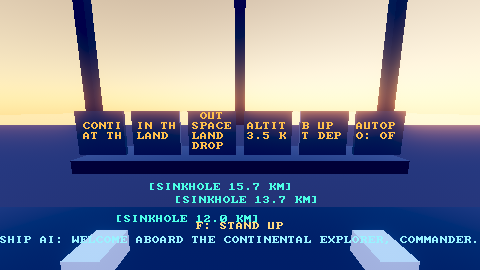 CONTI
AT TH
IN TH
LAND
OUT
SPACE
LAND
DROP
ALTIT
3.5 K
B UP
T DEP
AUTOP
O: OF
[SINKHOLE 15.7 KM]
[SINKHOLE 13.7 KM]
[SINKHOLE 12.0 KM]
F: STAND UP
SHIP AI: WELCOME ABOARD THE CONTINENTAL EXPLORER, COMMANDER.